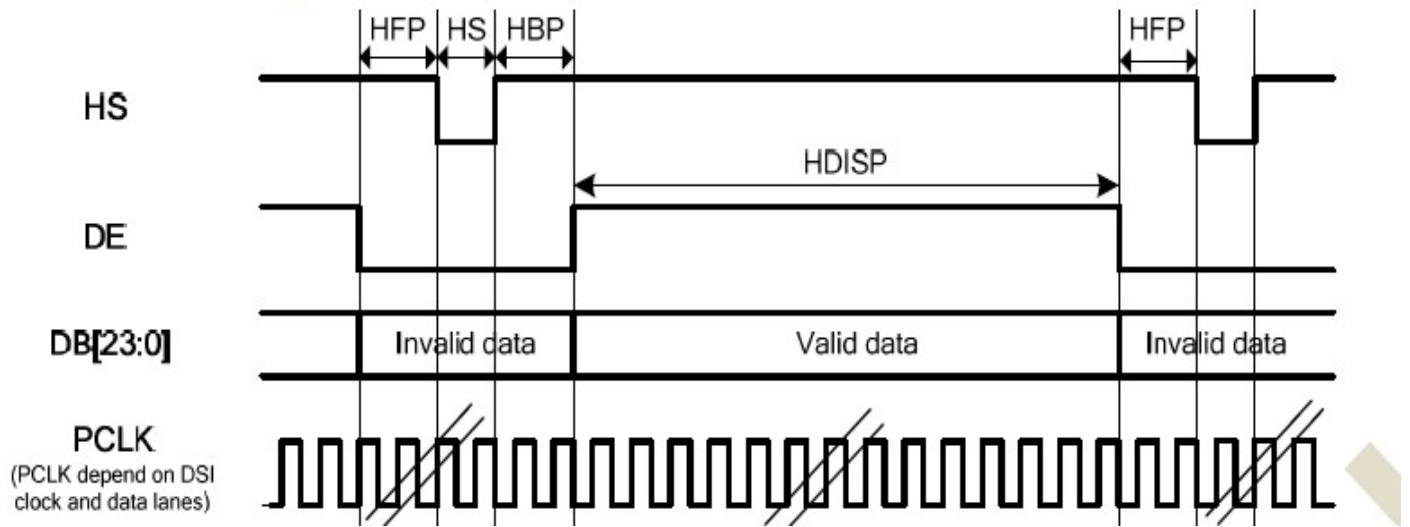 HFP HS HBP HFP
HS
HDISP
DE
DB[23:0] Invalid data Valid data Invalid data
PCLK
(PCLK depend on DSI
clock and data lanes)